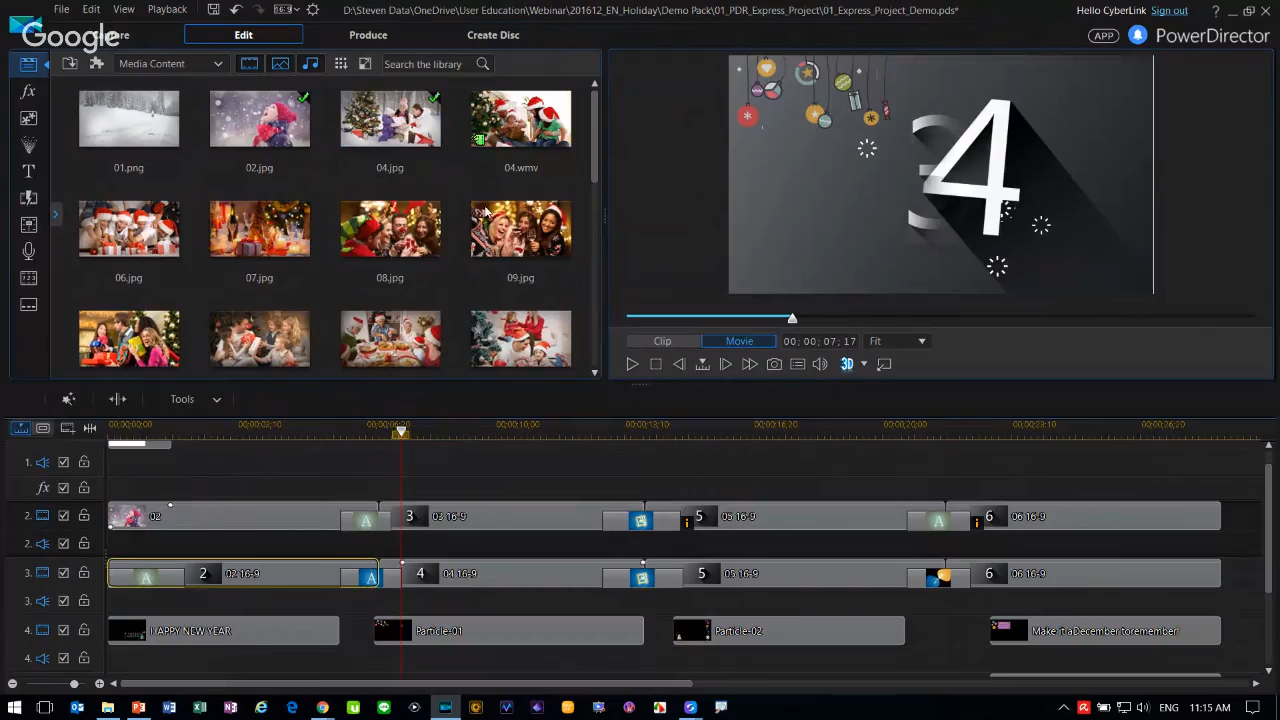 File Edit View Playback
D:\Steven Data\OneDrive\User Education\Webinar\201612_EN_Holiday\Demo Pack\01_PDR_Express_Project\01_Express_Project_Demo.pds*
Hello CyberLink Sign out ?
Google
Edit Produce Create Disc
APP PowerDirector
Media Content Search the library
fx
T
01.png 02.jpg 04.jpg 04.wmv
06.jpg 07.jpg 08.jpg 09.jpg
3 4
Clip Movie 00; 00; 07; 17 Fit
3D
Tools
00;00;00;00 00;00;03;10 00;00;06;20 00;00;10;00 00;00;13;10 00;00;16;20 00;00;20;00 00;00;23;10 00;00;26;20
1.
fx
2. 02 A 3 03 16-9 i 5 05 16-9 A i 6 06 16-9
2.
3. A 2 02 16-9 A 4 04 16-9 5 05 16-9 6 06 16-9
3.
4. HAPPY NEW YEAR Particle-01 Particle-02 Make it a December to remember!
4.
11:15 AM